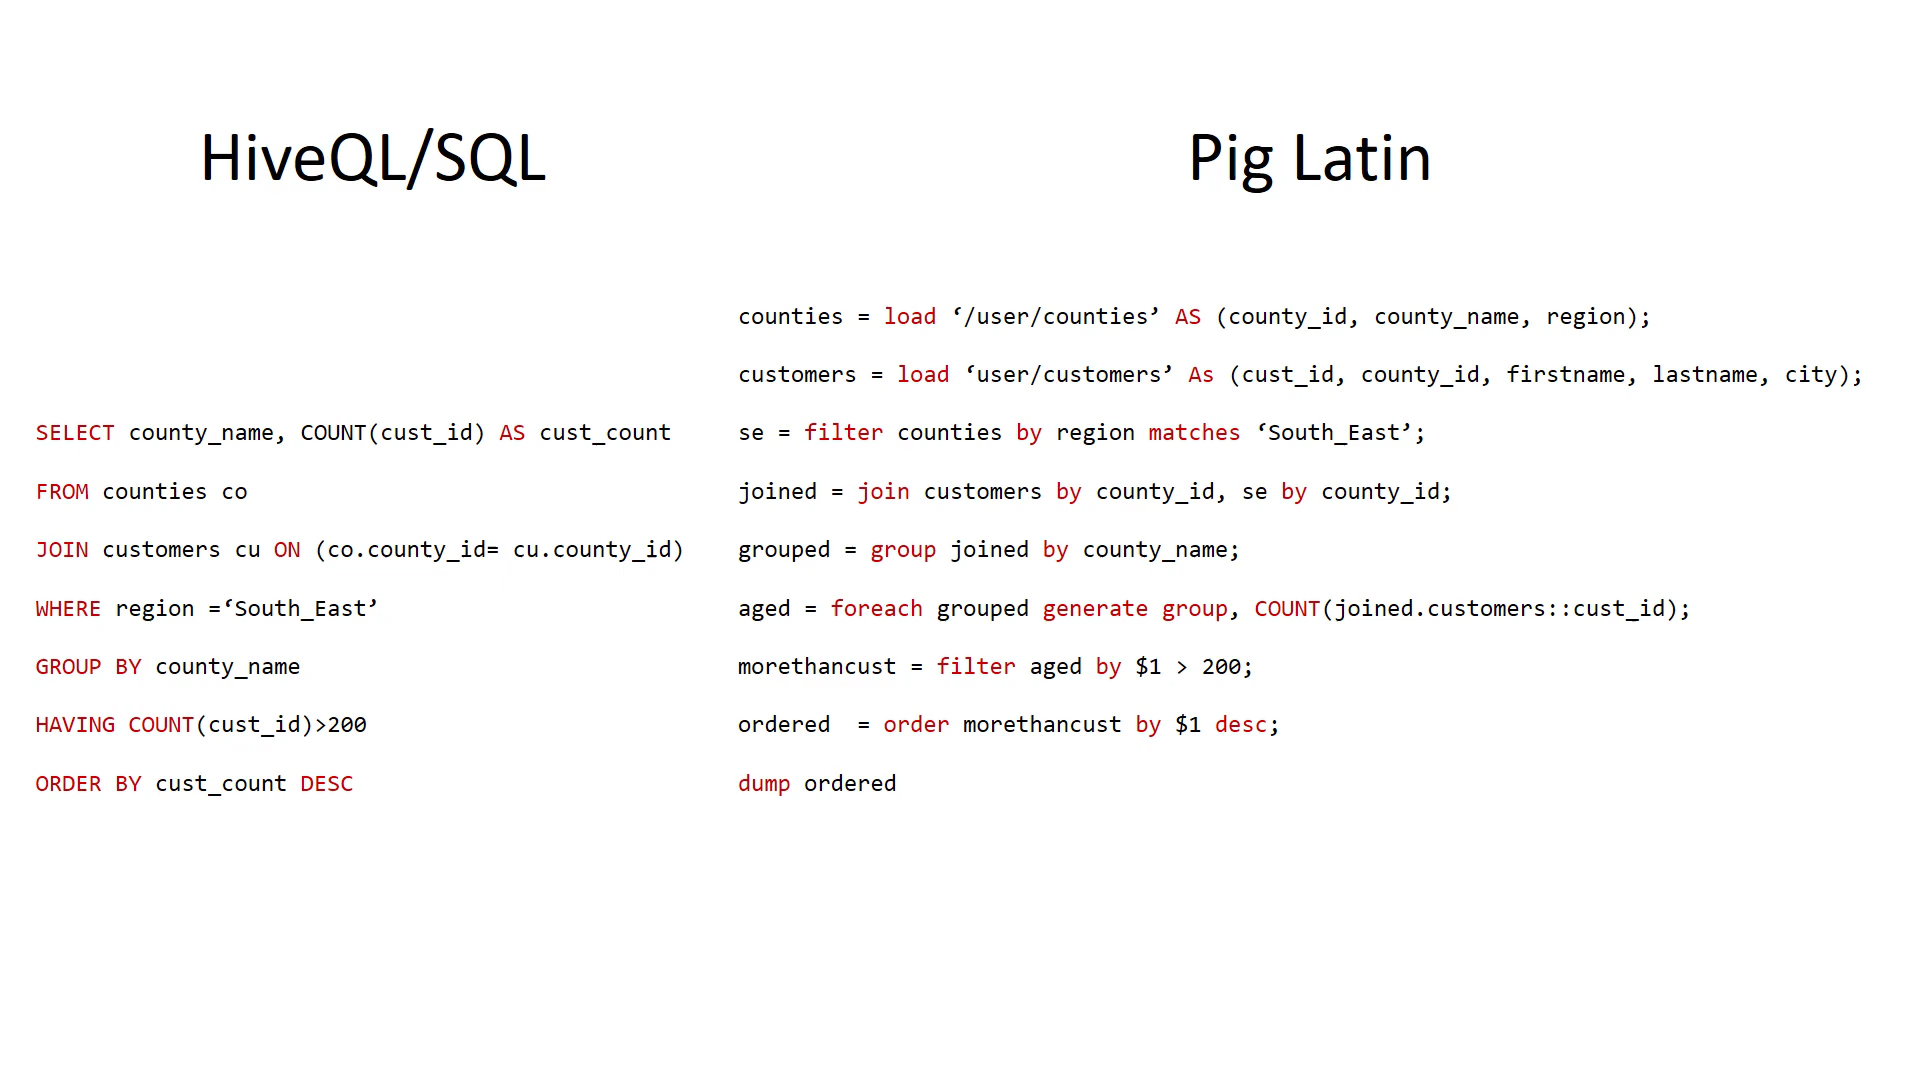 HiveQL/SQL
SELECT county_name, COUNT(cust_id) AS cust_count
FROM counties co
JOIN customers cu ON (co.county_id= cu.county_id)
WHERE region =‘South_East’
GROUP BY county_name
HAVING COUNT(cust_id)>200
ORDER BY cust_count DESC
Pig Latin
counties = load ‘/user/counties’ AS (county_id, county_name, region);
customers = load ‘user/customers’ As (cust_id, county_id, firstname, lastname, city);
se = filter counties by region matches ‘South_East’;
joined = join customers by county_id, se by county_id;
grouped = group joined by county_name;
aged = foreach grouped generate group, COUNT(joined.customers::cust_id);
morethancust = filter aged by $1 > 200;
ordered  = order morethancust by $1 desc;
dump ordered